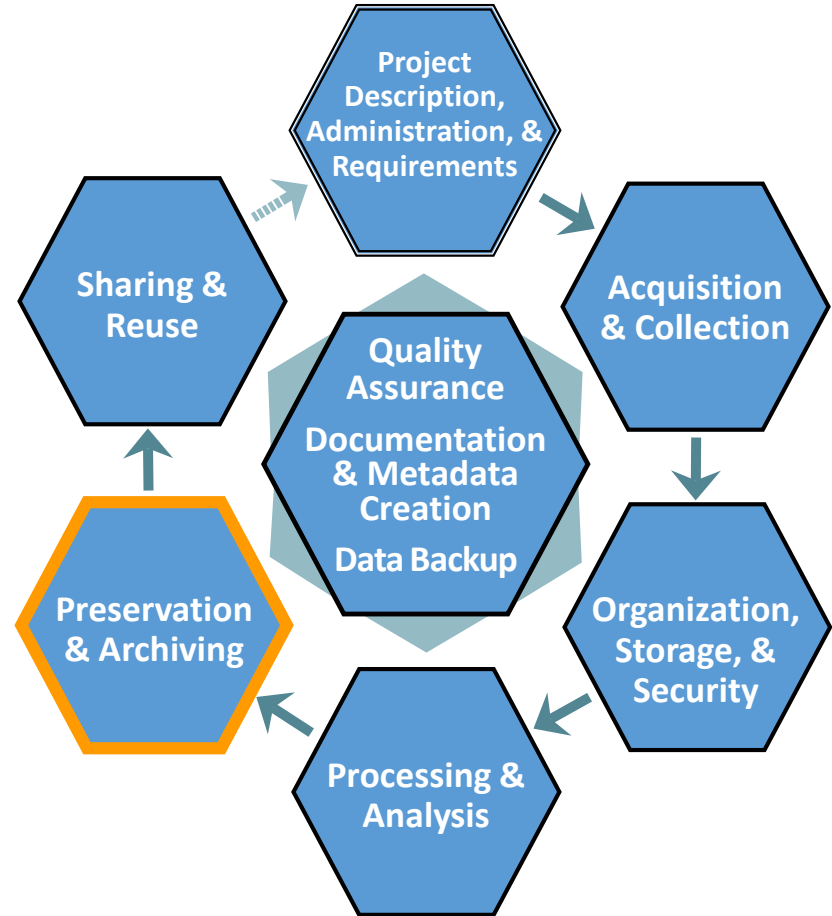 Project
Description,
Administration, &
Requirements
Acquisition
& Collection
Organization,
Storage, &
Security
Processing &
Analysis
Preservation
& Archiving
Sharing &
Reuse
Quality
Assurance
Documentation
& Metadata
Creation
Data Backup